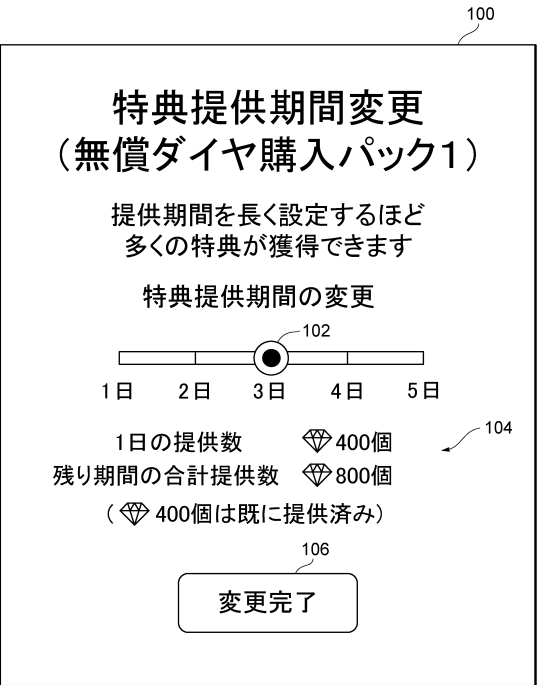 100
特典提供期間変更
（無償ダイヤ購入パック1）
提供期間を長く設定するほど
多くの特典が獲得できます
特典提供期間の変更
102
1日 2日 3日 4日 5日
104
1日の提供数 400個
残り期間の合計提供数 800個
（ 400個は既に提供済み）
106
変更完了